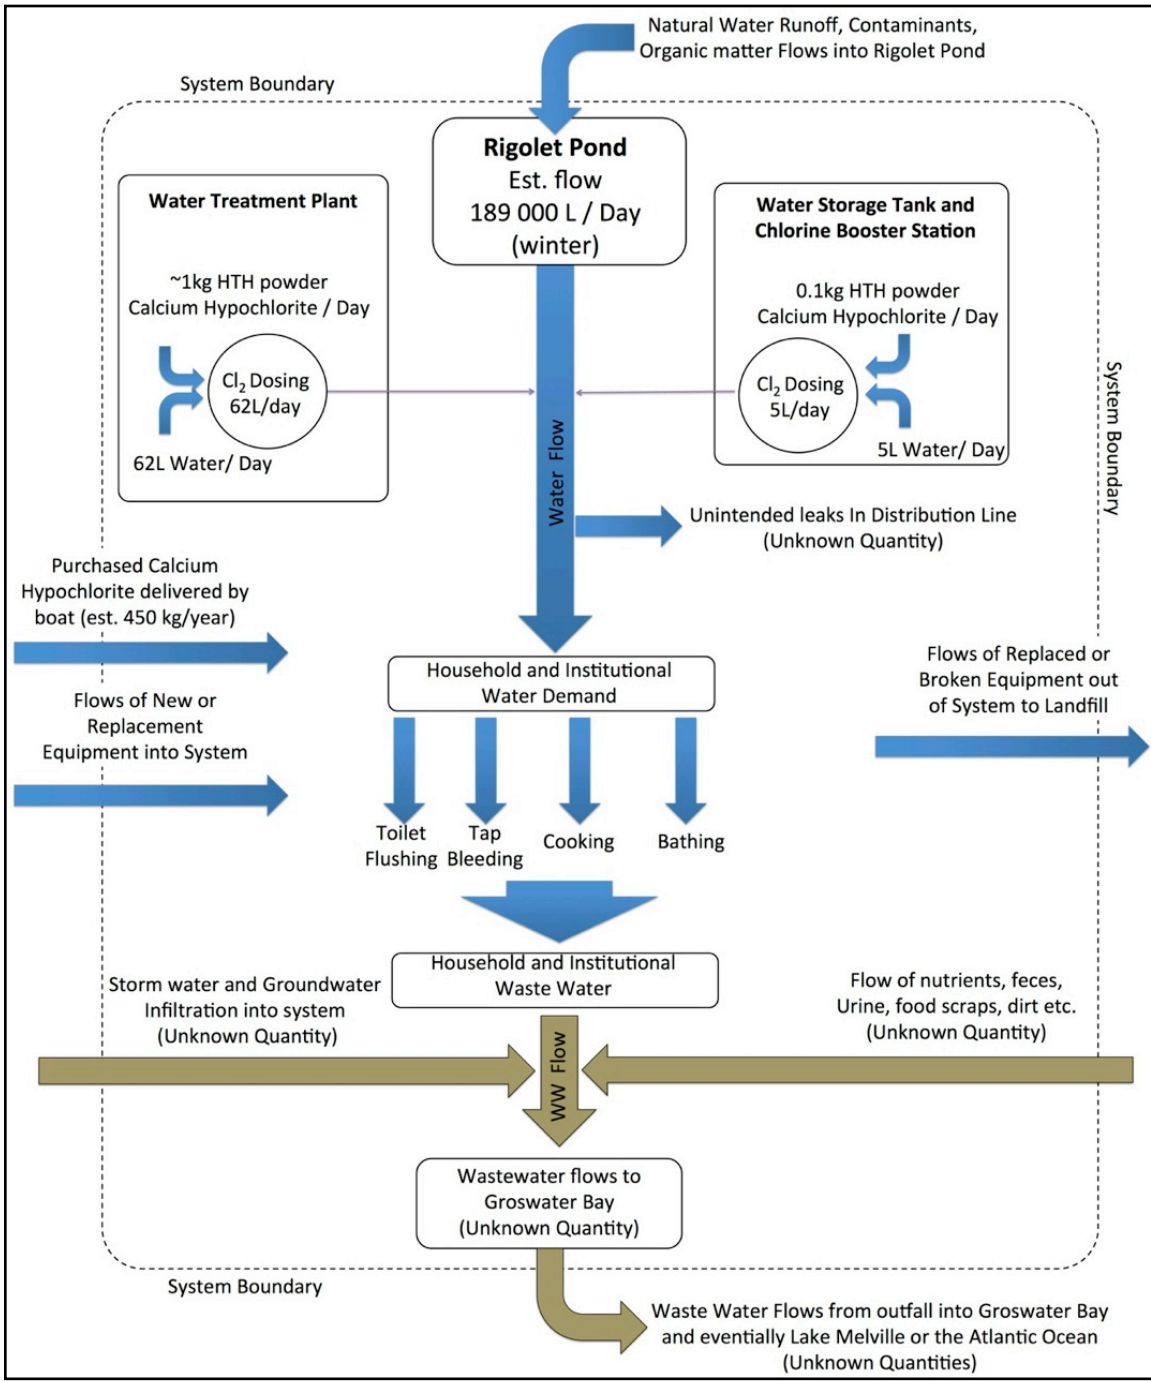 Natural Water Runoff, Contaminants,
Organic matter Flows into Rigolet Pond
System Boundary
Rigolet Pond
Est. flow
189 000 L / Day
(winter)
Water Treatment Plant
~1kg HTH powder
Calcium Hypochlorite / Day
Cl₂ Dosing
62L/day
62L Water/ Day
Water Storage Tank and
Chlorine Booster Station
0.1kg HTH powder
Calcium Hypochlorite / Day
Cl₂ Dosing
5L/day
5L Water/ Day
System Boundary
Water Flow
Unintended leaks In Distribution Line
(Unknown Quantity)
Purchased Calcium
Hypochlorite delivered by
boat (est. 450 kg/year)
Flows of New or
Replacement
Equipment into System
Household and Institutional
Water Demand
Flows of Replaced or
Broken Equipment out
of System to Landfill
Toilet
Flushing
Tap
Bleeding
Cooking
Bathing
Household and Institutional
Waste Water
Storm water and Groundwater
Infiltration into system
(Unknown Quantity)
Flow of nutrients, feces,
Urine, food scraps, dirt etc.
(Unknown Quantity)
WW Flow
Wastewater flows to
Groswater Bay
(Unknown Quantity)
System Boundary
Waste Water Flows from outfall into Groswater Bay
and eventially Lake Melville or the Atlantic Ocean
(Unknown Quantities)